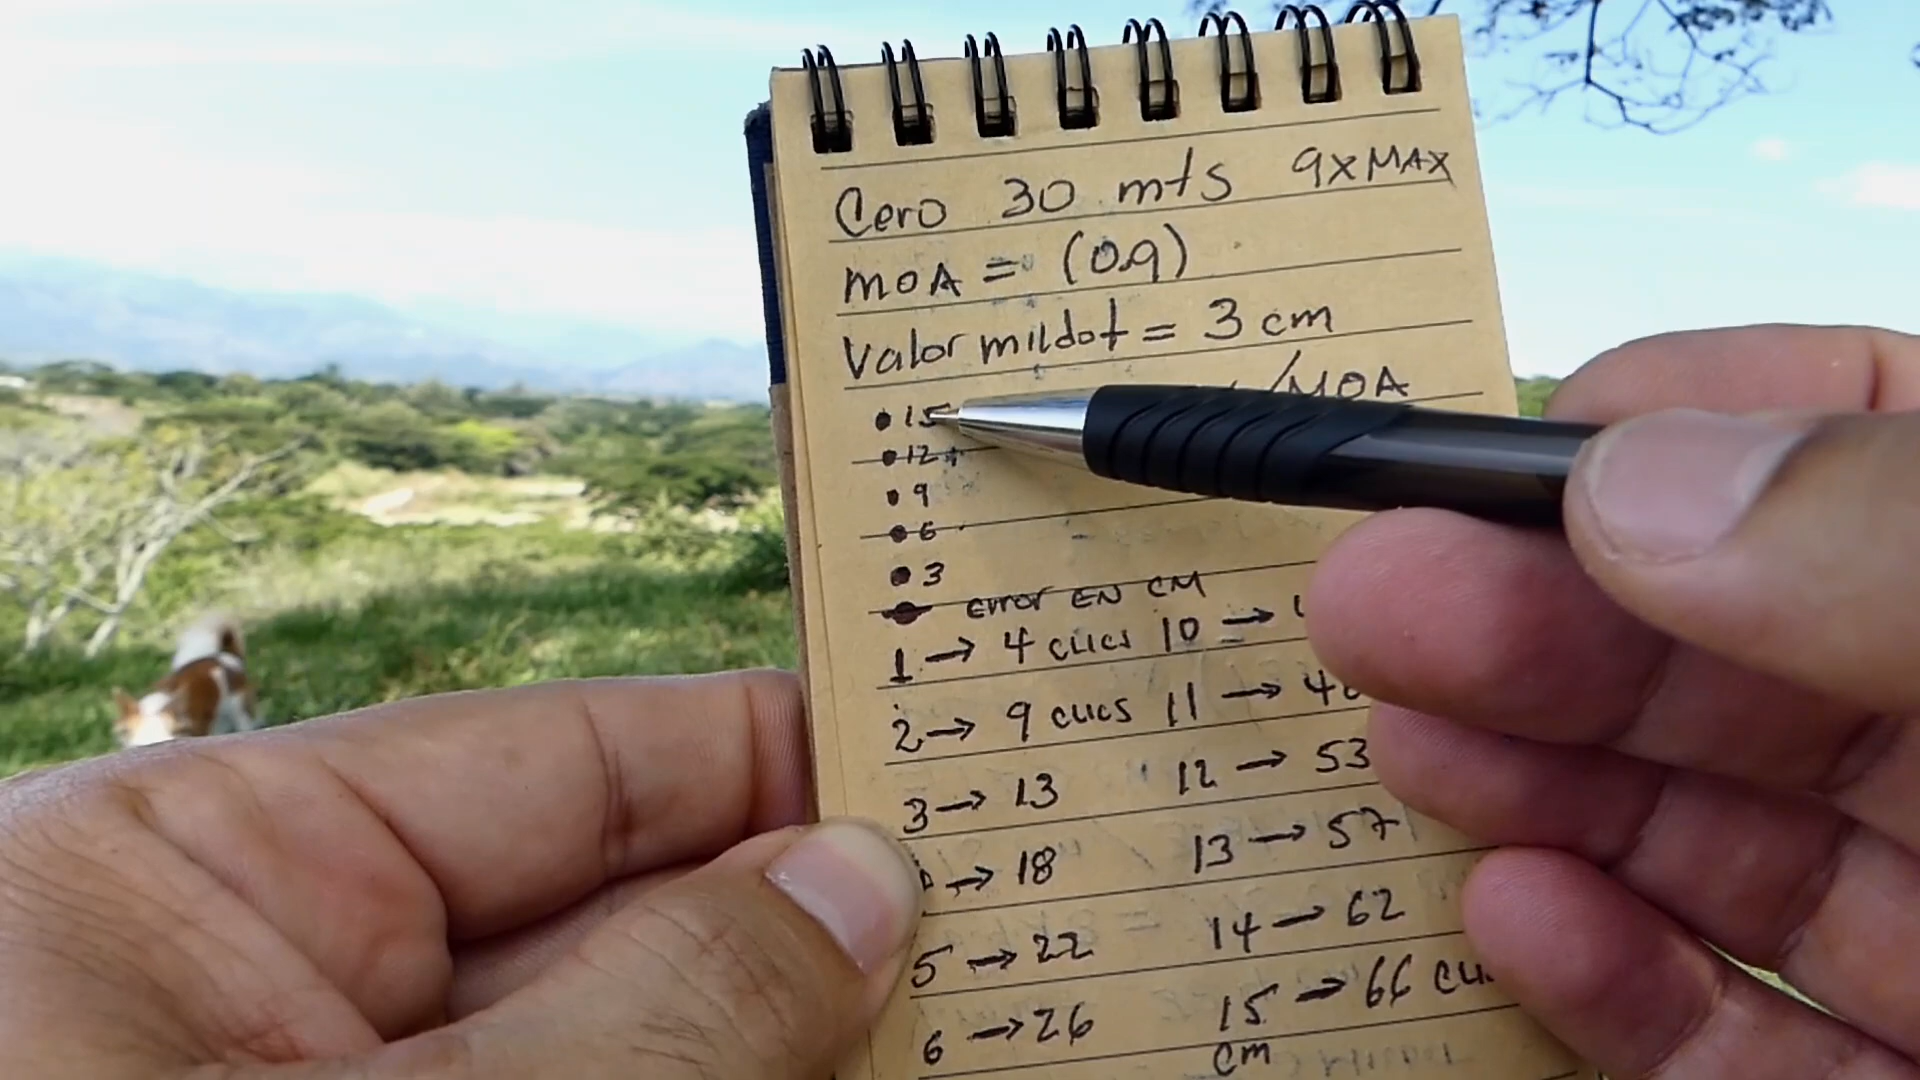 Cero 30 mts 9XMAX
MOA = (0.9)
Valor mildot = 3 cm
/MOA
• 15
• 12
• 9
• 6
• 3
error EN CM
1 → 4 clics 10 →
2 → 9 clics 11 →
3 → 13 12 → 53
→ 18 13 → 57
5 → 22 14 → 62
6 → 26 15 → 66
cm